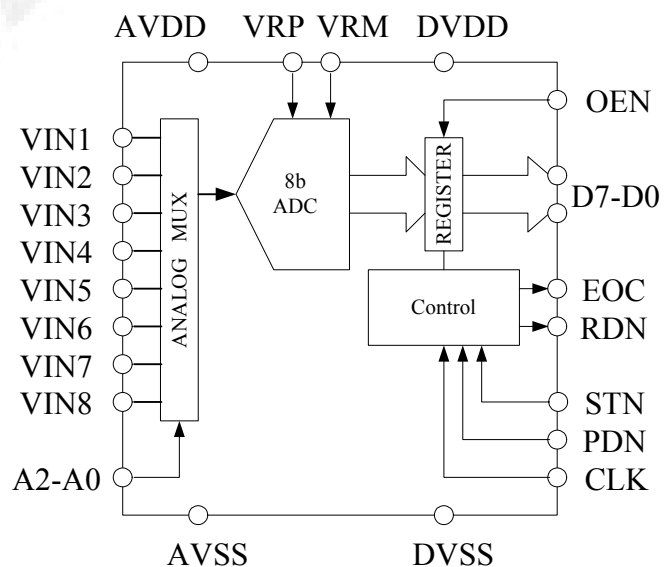 AVDD VRP VRM DVDD
OEN
VIN1
VIN2
VIN3
VIN4
VIN5
VIN6
VIN7
VIN8
A2-A0
ANALOG MUX
8b
ADC
REGISTER
D7-D0
Control
EOC
RDN
STN
PDN
CLK
AVSS DVSS